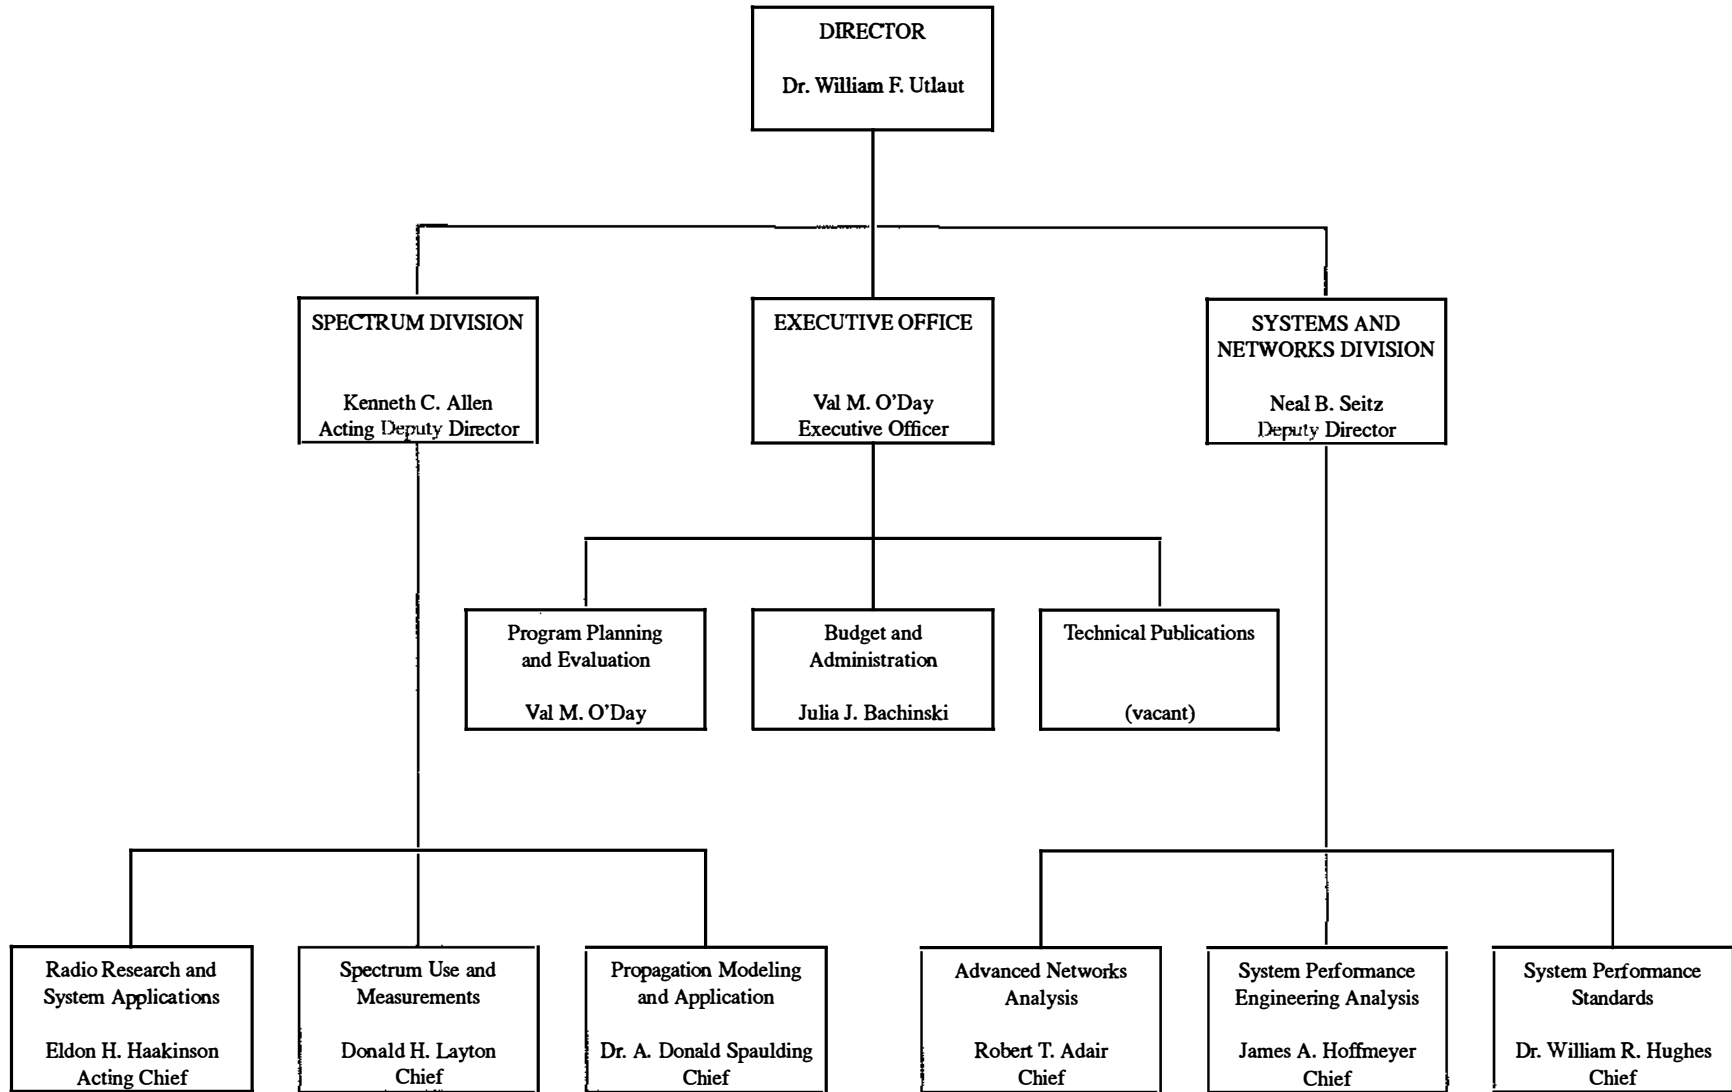 DIRECTOR
Dr. William F. Utlaut
SPECTRUM DIVISION
Kenneth C. Allen
Acting Deputy Director
EXECUTIVE OFFICE
Val M. O'Day
Executive Officer
SYSTEMS AND
NETWORKS DIVISION
Neal B. Seitz
Deputy Director
Program Planning
and Evaluation
Val M. O'Day
Budget and
Administration
Julia J. Bachinski
Technical Publications
(vacant)
Radio Research and
System Applications
Eldon H. Haakinson
Acting Chief
Spectrum Use and
Measurements
Donald H. Layton
Chief
Propagation Modeling
and Application
Dr. A. Donald Spaulding
Chief
Advanced Networks
Analysis
Robert T. Adair
Chief
System Performance
Engineering Analysis
James A. Hoffmeyer
Chief
System Performance
Standards
Dr. William R. Hughes
Chief